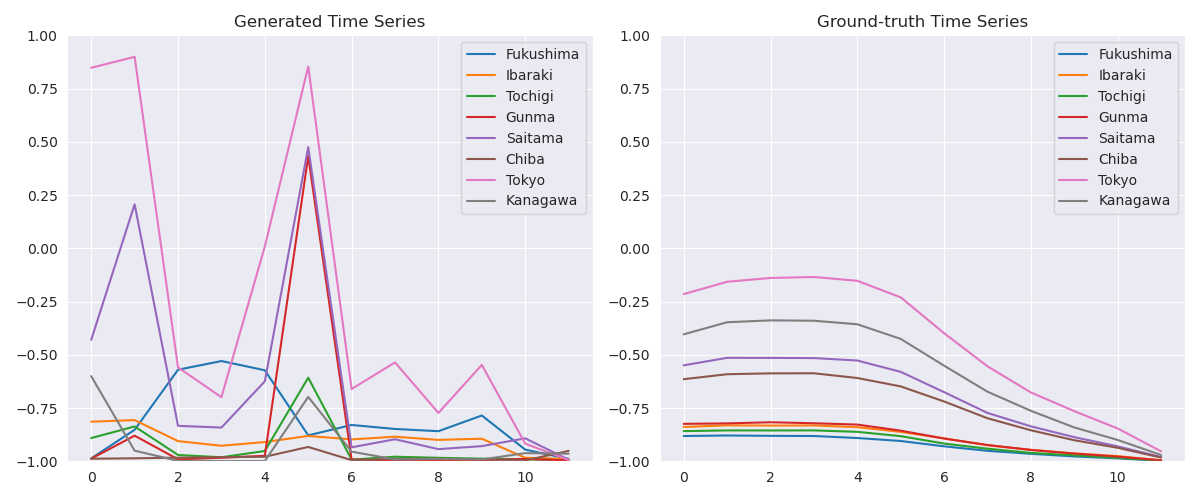 Generated Time Series
1.00
0.75
0.50
0.25
0.00
−0.25
−0.50
−0.75
−1.00
0 2 4 6 8 10
Fukushima
Ibaraki
Tochigi
Gunma
Saitama
Chiba
Tokyo
Kanagawa
Ground-truth Time Series
1.00
0.75
0.50
0.25
0.00
−0.25
−0.50
−0.75
−1.00
0 2 4 6 8 10
Fukushima
Ibaraki
Tochigi
Gunma
Saitama
Chiba
Tokyo
Kanagawa